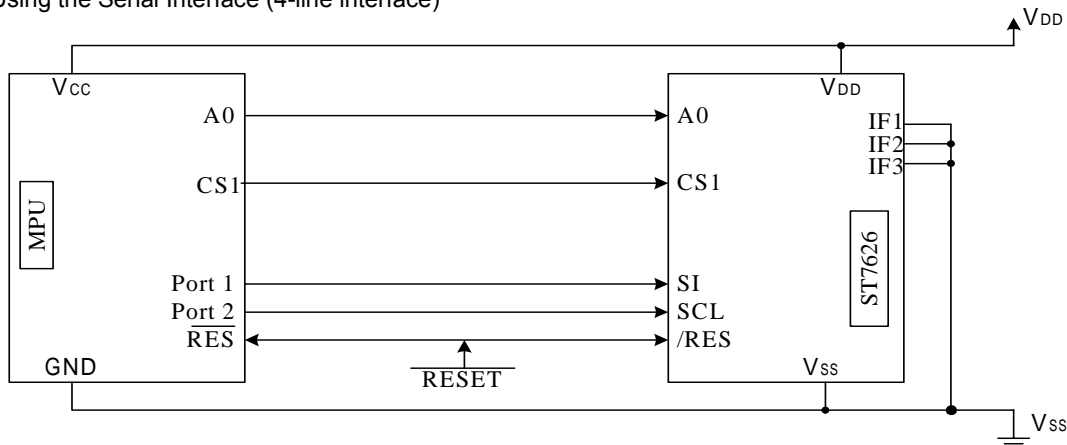 Using the Serial Interface (4-line interface)
VDD
VCC
VDD
A0
A0
IF1
IF2
IF3
CS1
CS1
MPU
ST7626
Port 1
SI
Port 2
SCL
RES
/RES
GND
RESET
VSS
VSS